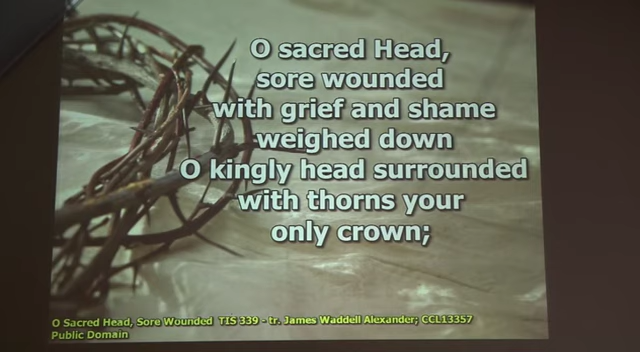 O sacred Head,
sore wounded
with grief and shame
weighed down
O kingly head surrounded
with thorns your
only crown;
O Sacred Head, Sore Wounded TIS 339 - tr. James Waddell Alexander; CCL13357
Public Domain